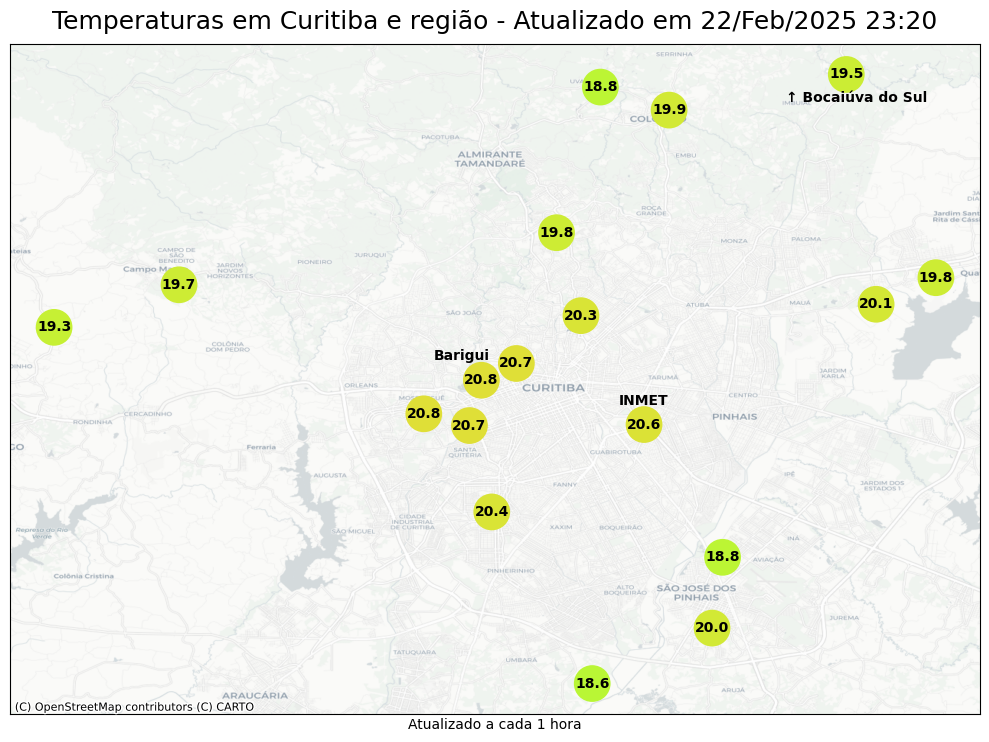 Temperaturas em Curitiba e região - Atualizado em 22/Feb/2025 23:20
SERRINHA
19.5
18.8
↑ Bocaiúva do Sul
19.9
PACOTUBA
ALMIRANTE
TAMANDARÉ
EMBU
ROÇA
GRANDE
Jardim San
Rita de Cáss
19.8
MONZA
PALOMA
CAMPO DE
SÃO
BENEDITO
JURUQUI
PIONEIRO
Campo M
JARDIM
NOVOS
HORIZONTES
19.7
19.8
Qua
20.1
ATUBA
MAUÁ
SÃO JOÃO
20.3
19.3
COLÔNIA
DOM PEDRO
Barigui
20.7
20.8
CURITIBA
TARUMÃ
JARDIM
KARLA
ORLEANS
CENTRO
INMET
20.8
20.7
20.6
PINHAIS
CERCADINHO
RONDINHA
GO
Ferraria
SANTA
QUITÉRIA
GUABIROTUBA
AUGUSTA
FANNY
IPÊ
JARDIM DOS
ESTADOS I
20.4
CIDADE
INDUSTRIAL
DE CURITIBA
SÃO MIGUEL
XAXIM
BOQUEIRÃO
Represa do Rio
Verde
INÁ
18.8
AVIAÇÃO
Colônia Cristina
PINHEIRINHO
ALTO
BOQUEIRÃO
SÃO JOSÉ DOS
PINHAIS
JUREMA
20.0
TATUQUARA
UMBARÁ
18.6
ARUJÁ
ARAUCÁRIA
(C) OpenStreetMap contributors (C) CARTO
Atualizado a cada 1 hora